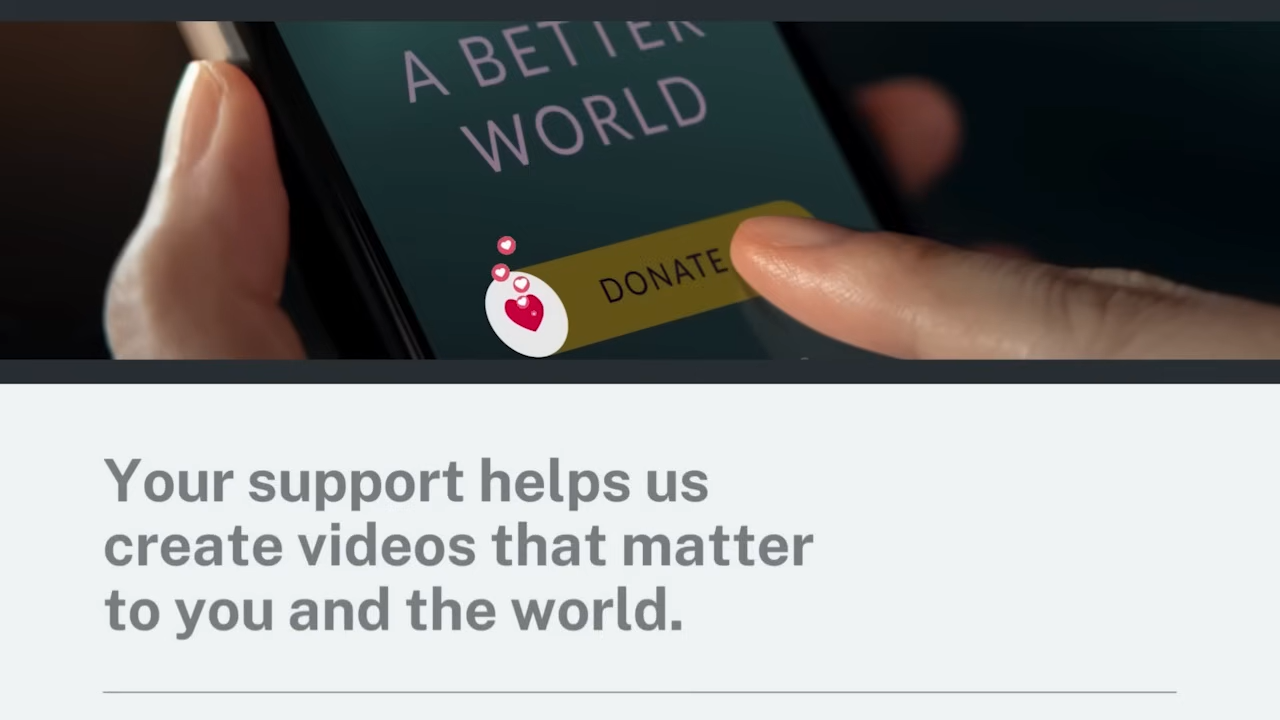 A BETTER
WORLD
DONATE
Your support helps us
create videos that matter
to you and the world.